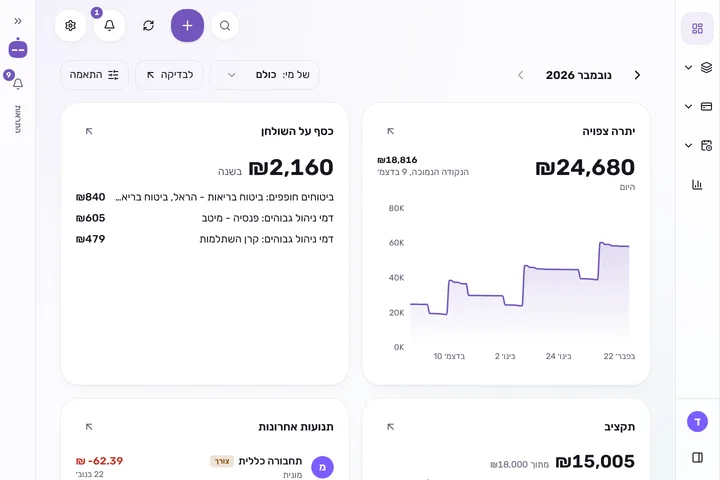 1
נובמבר 2026
של מי: כולם
לבדיקה
התאמה
9
התראות
יתרה צפויה
₪24,680
היום
₪18,816
הנקודה הנמוכה, 9 בדצמ׳
80K
60K
40K
20K
0K
10 בדצמ׳
2 בינו׳
24 בינו׳
22 בפבר׳
כסף על השולחן
₪2,160 בשנה
ביטוחים חופפים: ביטוח בריאות - הראל, ביטוח בריא... ₪840
דמי ניהול גבוהים: פנסיה - מיטב ₪605
דמי ניהול גבוהים: קרן השתלמות ₪479
תקציב
₪15,005 מתוך ₪18,000
תנועות אחרונות
מ
תחבורה כללית צורך
מונית
₪ -62.39
22 בנוב׳
ד